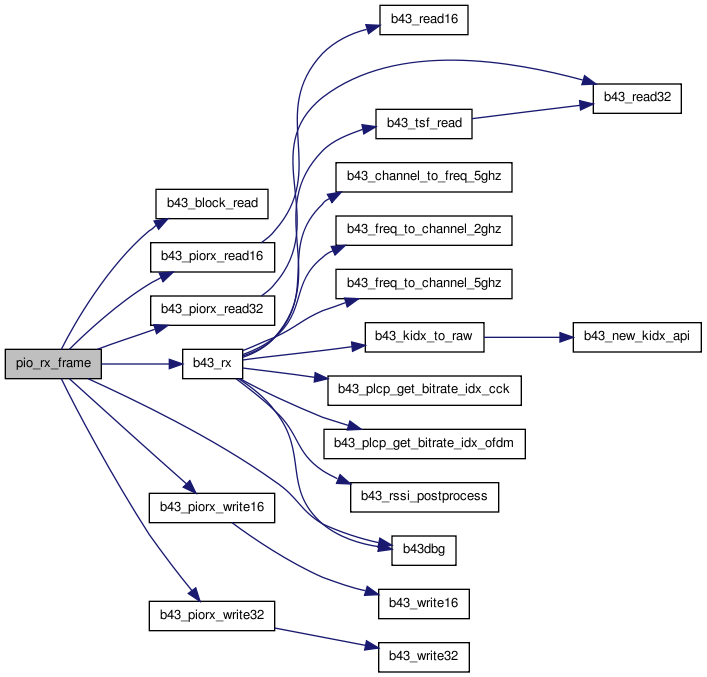 b43_read16
b43_read32
b43_tsf_read
b43_channel_to_freq_5ghz
b43_block_read
b43_freq_to_channel_2ghz
b43_piorx_read16
b43_freq_to_channel_5ghz
b43_piorx_read32
b43_kidx_to_raw
b43_new_kidx_api
pio_rx_frame
b43_rx
b43_plcp_get_bitrate_idx_cck
b43_plcp_get_bitrate_idx_ofdm
b43_rssi_postprocess
b43_piorx_write16
b43dbg
b43_write16
b43_piorx_write32
b43_write32